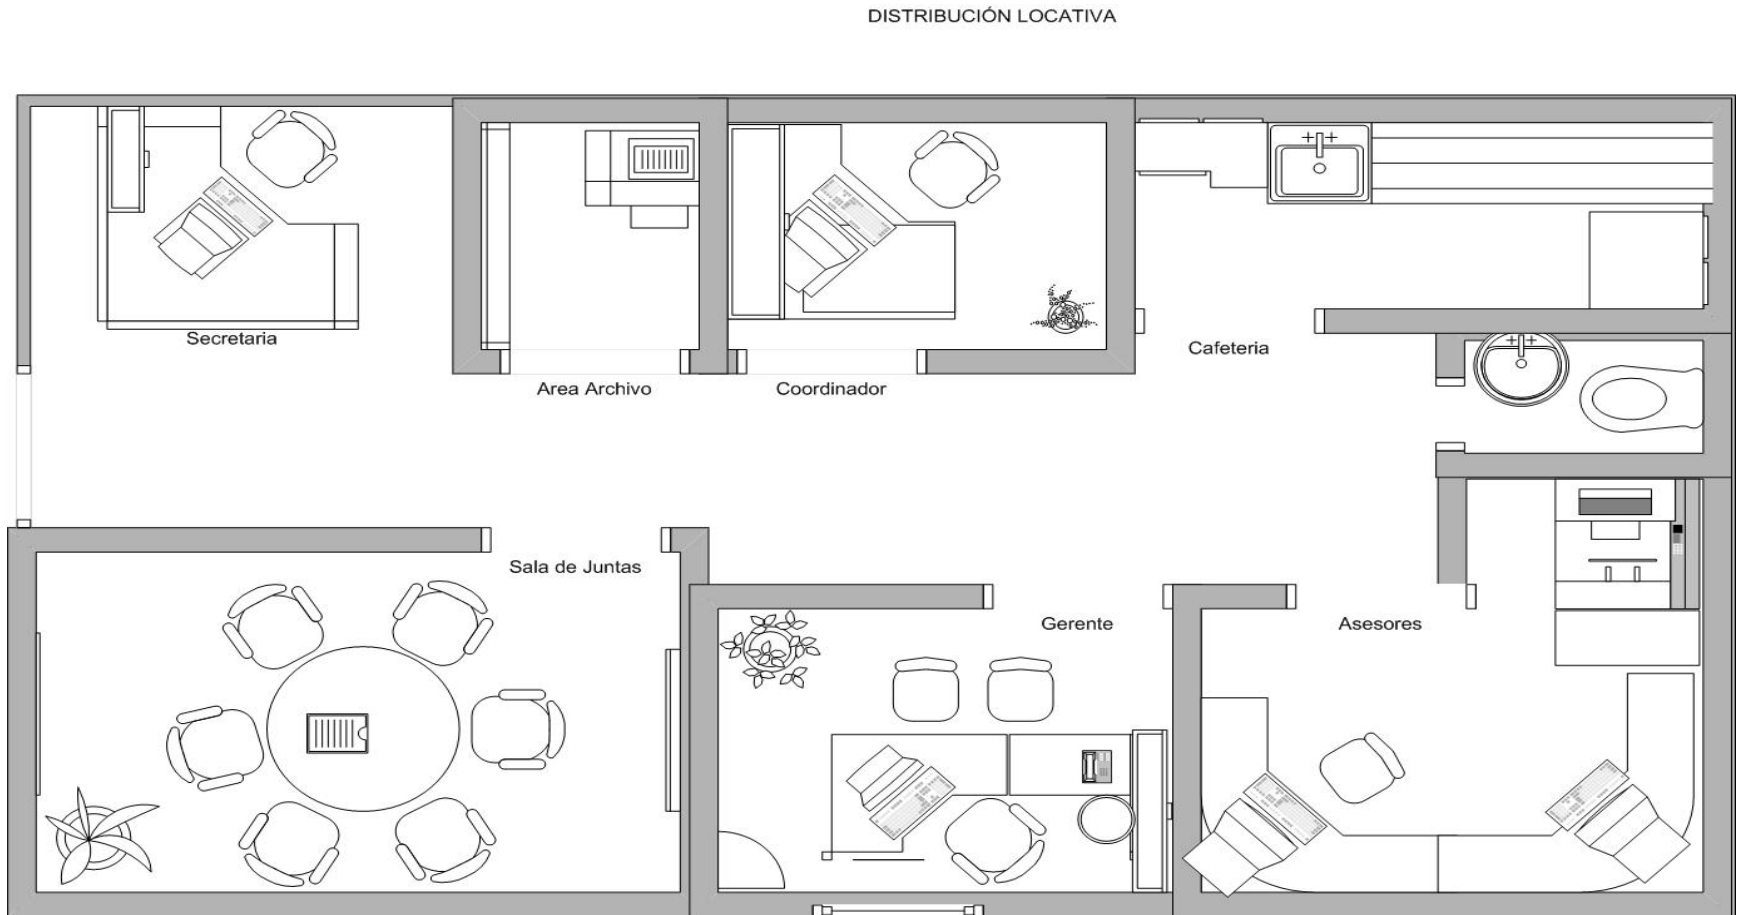 DISTRIBUCIÓN LOCATIVA
Secretaria
Area Archivo
Coordinador
Cafeteria
Sala de Juntas
Gerente
Asesores